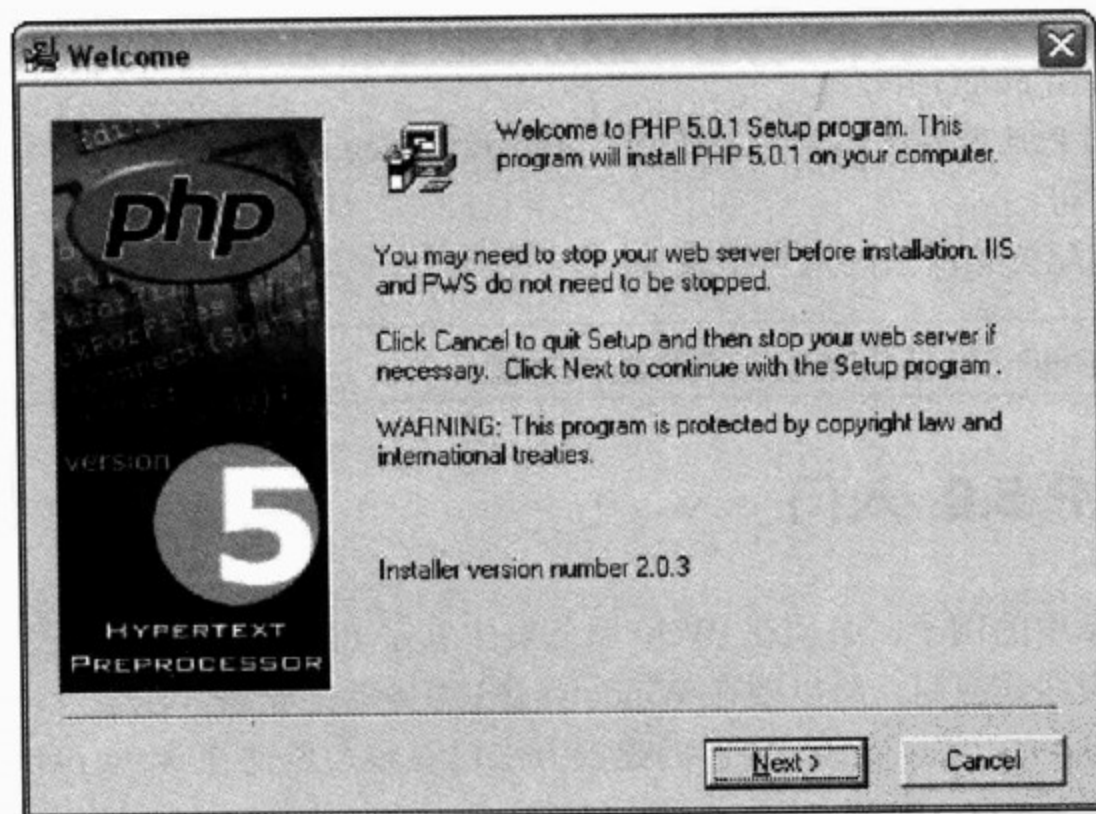 Welcome
php
Welcome to PHP 5.0.1 Setup program. This
program will install PHP 5.0.1 on your computer.
You may need to stop your web server before installation. IIS
and PWS do not need to be stopped.
Click Cancel to quit Setup and then stop your web server if
necessary. Click Next to continue with the Setup program .
WARNING: This program is protected by copyright law and
international treaties.
version
5
Installer version number 2.0.3
HYPERTEXT
PREPROCESSOR
Next >
Cancel